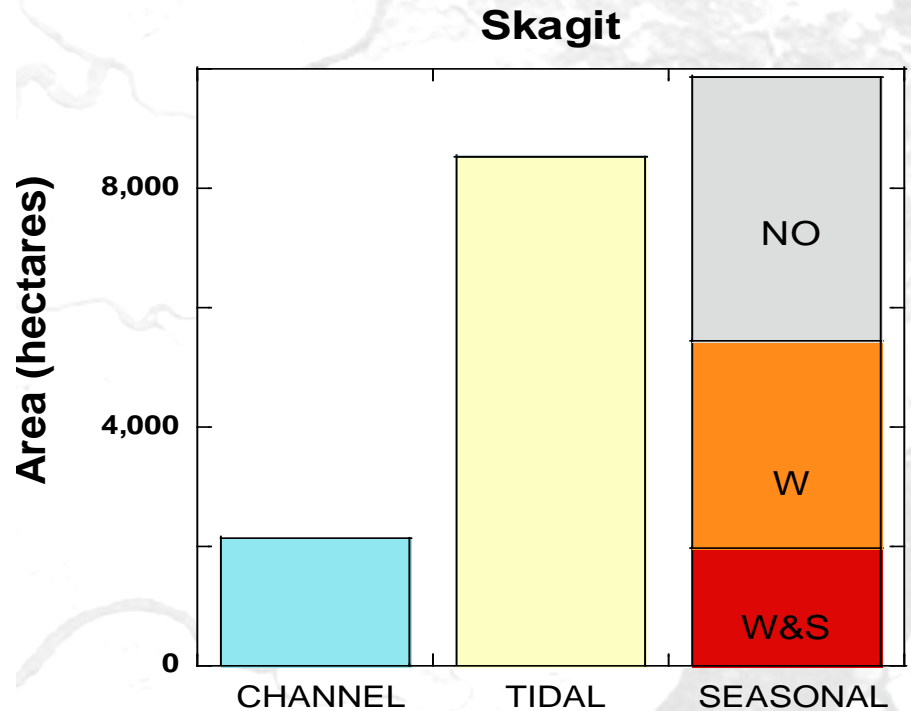 Skagit
Area (hectares)
8,000
4,000
0
NO
W
W&S
CHANNEL TIDAL SEASONAL